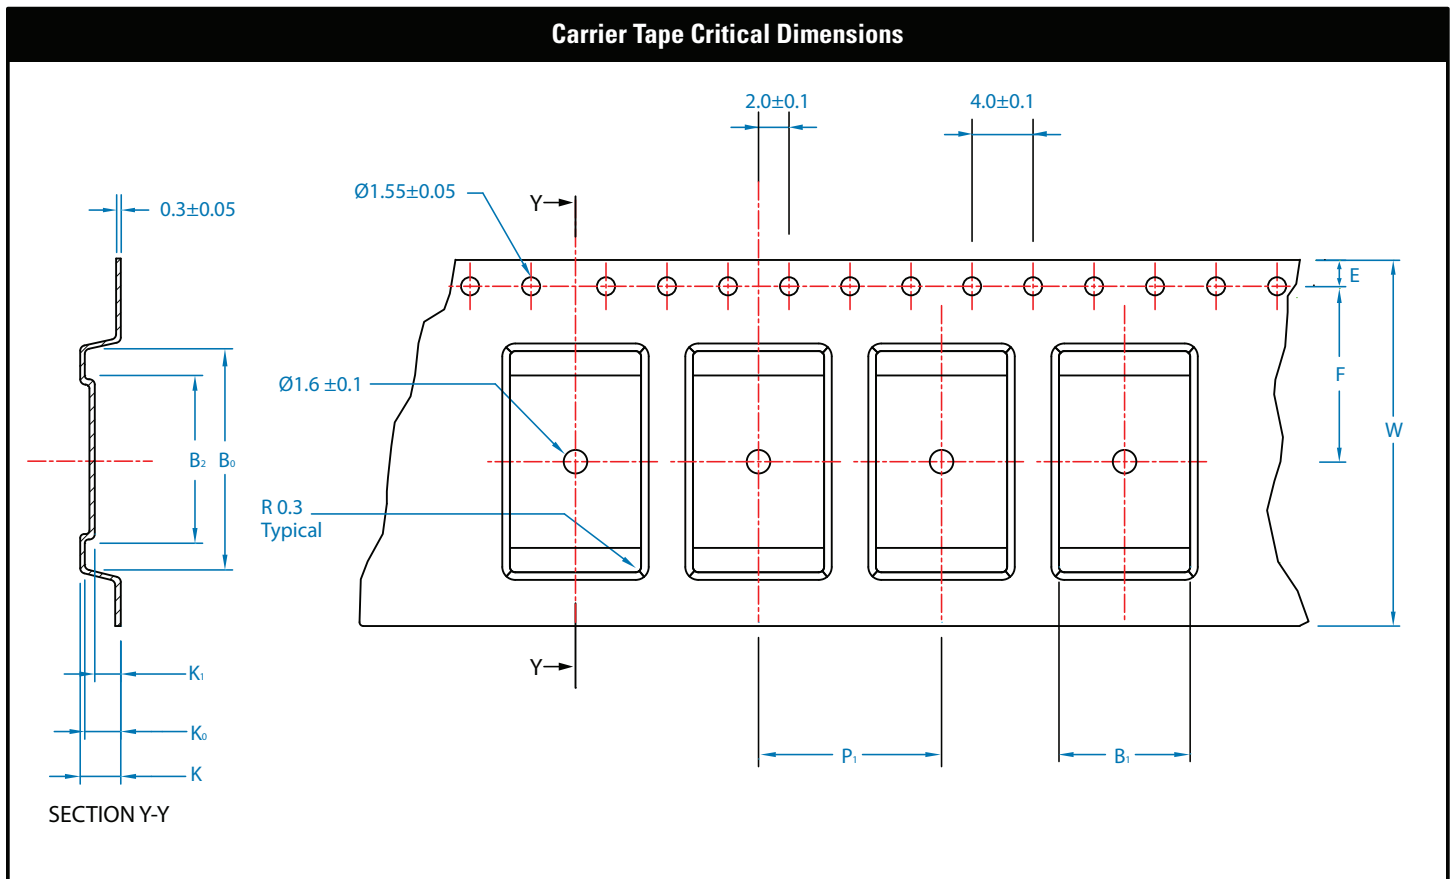 Carrier Tape Critical Dimensions
2.0±0.1
4.0±0.1
Ø1.55±0.05
Y
0.3±0.05
E
Ø1.6 ±0.1
F
W
B₂
B₀
R 0.3
Typical
Y
K₁
K₀
P₁
B₁
K
SECTION Y-Y